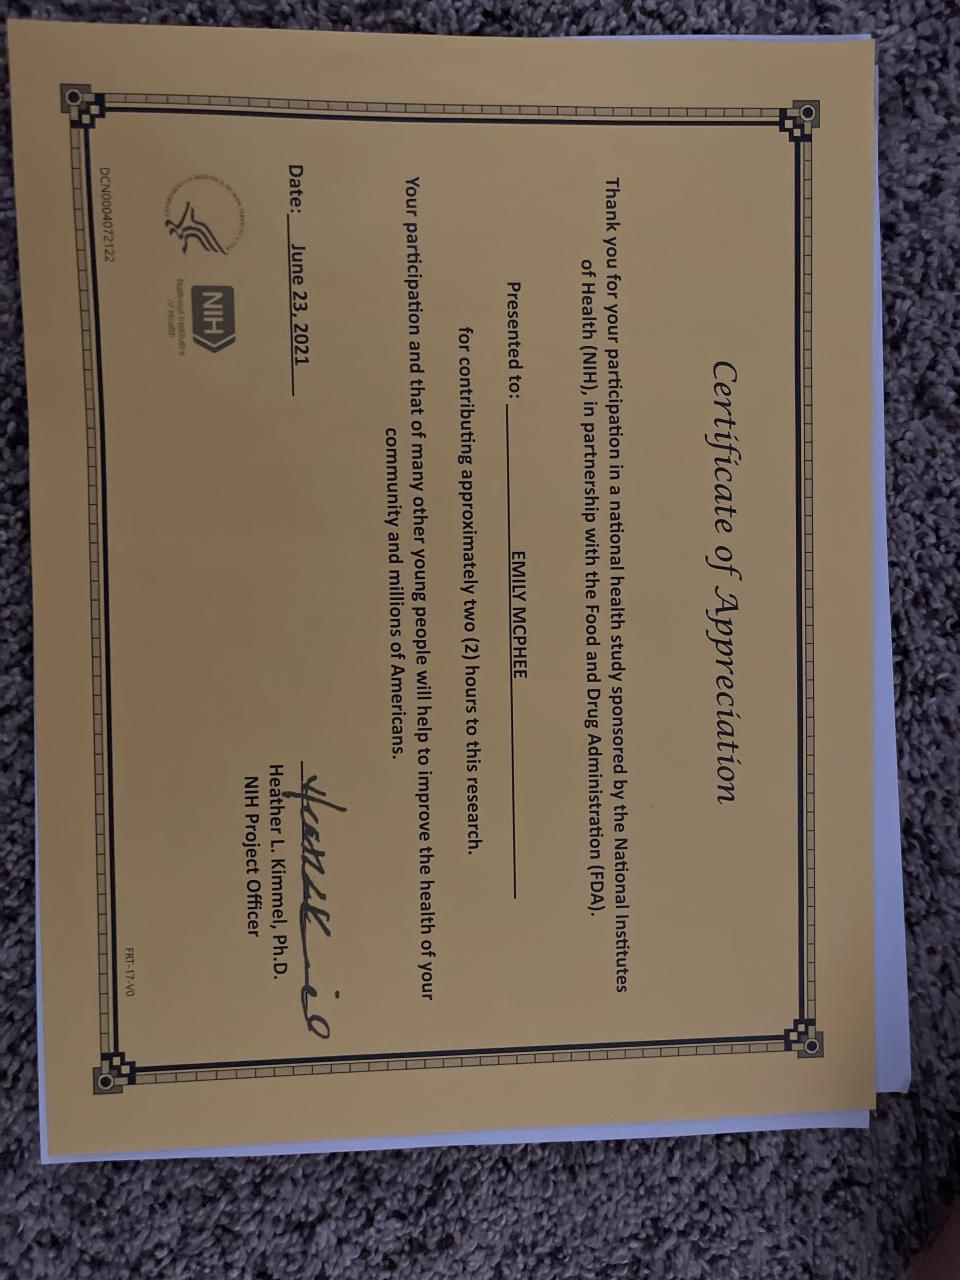 Certificate of Appreciation
Thank you for your participation in a national health study sponsored by the National Institutes
of Health (NIH), in partnership with the Food and Drug Administration (FDA).
Presented to: EMILY MCPHEE
for contributing approximately two (2) hours to this research.
Your participation and that of many other young people will help to improve the health of your
community and millions of Americans.
Date: June 23, 2021
Heather L. Kimmel, Ph.D.
NIH Project Officer
NIH
National Institutes
of Health
DCN0004072122
FRT-17-V0